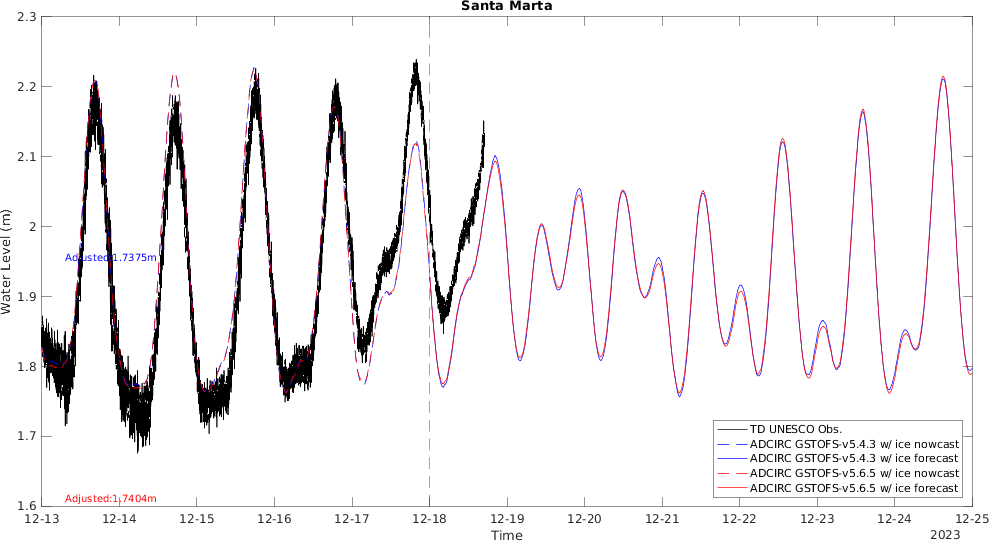 Santa Marta
2.3
2.2
2.1
2
1.9
1.8
1.7
1.6
Water Level (m)
Adjusted:1.7375m
Adjusted:1.7404m
TD UNESCO Obs.
ADCIRC GSTOFS-v5.4.3 w/ ice nowcast
ADCIRC GSTOFS-v5.4.3 w/ ice forecast
ADCIRC GSTOFS-v5.6.5 w/ ice nowcast
ADCIRC GSTOFS-v5.6.5 w/ ice forecast
12-13 12-14 12-15 12-16 12-17 12-18 12-19 12-20 12-21 12-22 12-23 12-24 12-25
Time
2023